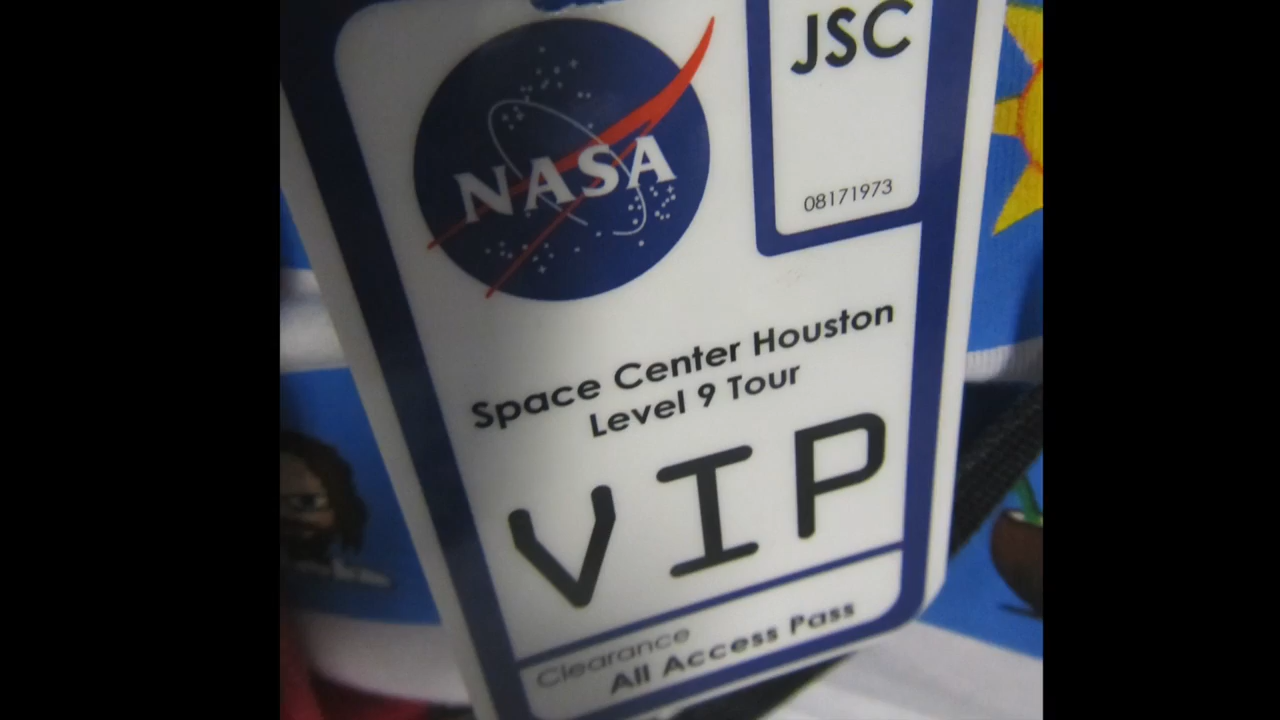 NASA
JSC
08171973
Space Center Houston
Level 9 Tour
VIP
Clearance
All Access Pass